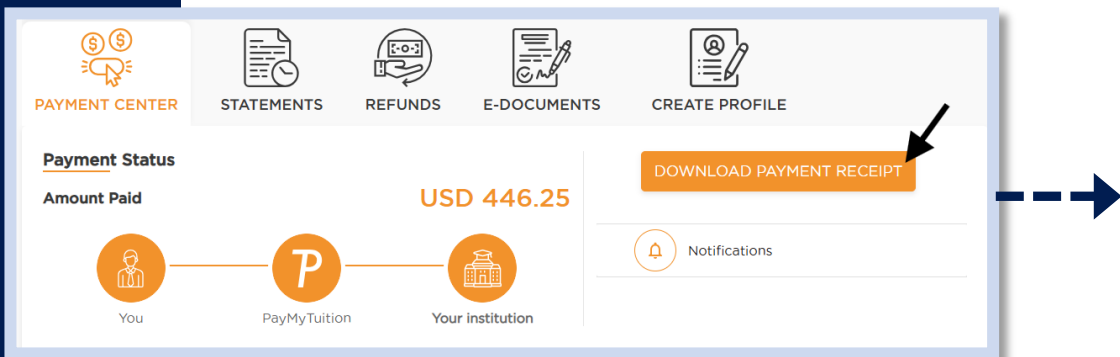 PAYMENT CENTER
STATEMENTS
REFUNDS
E-DOCUMENTS
CREATE PROFILE
Payment Status
Amount Paid
USD 446.25
You
PayMyTuition
Your institution
DOWNLOAD PAYMENT RECEIPT
Notifications